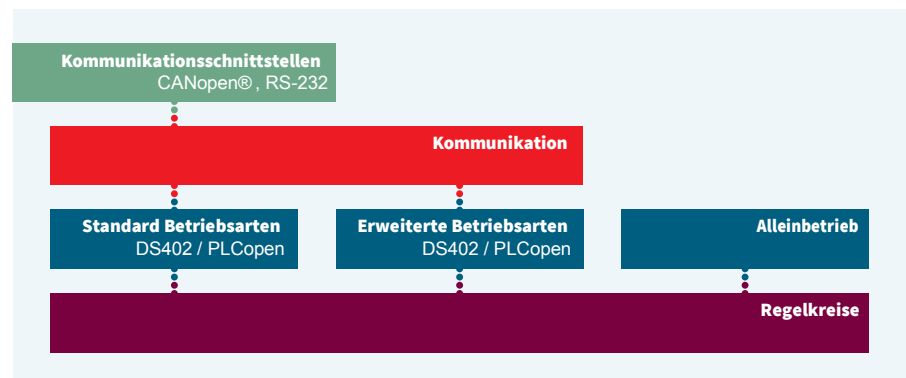 Kommunikationsschnittstellen
CANopen® , RS-232
Kommunikation
Standard Betriebsarten
DS402 / PLCopen
Erweiterte Betriebsarten
DS402 / PLCopen
Alleinbetrieb
Regelkreise